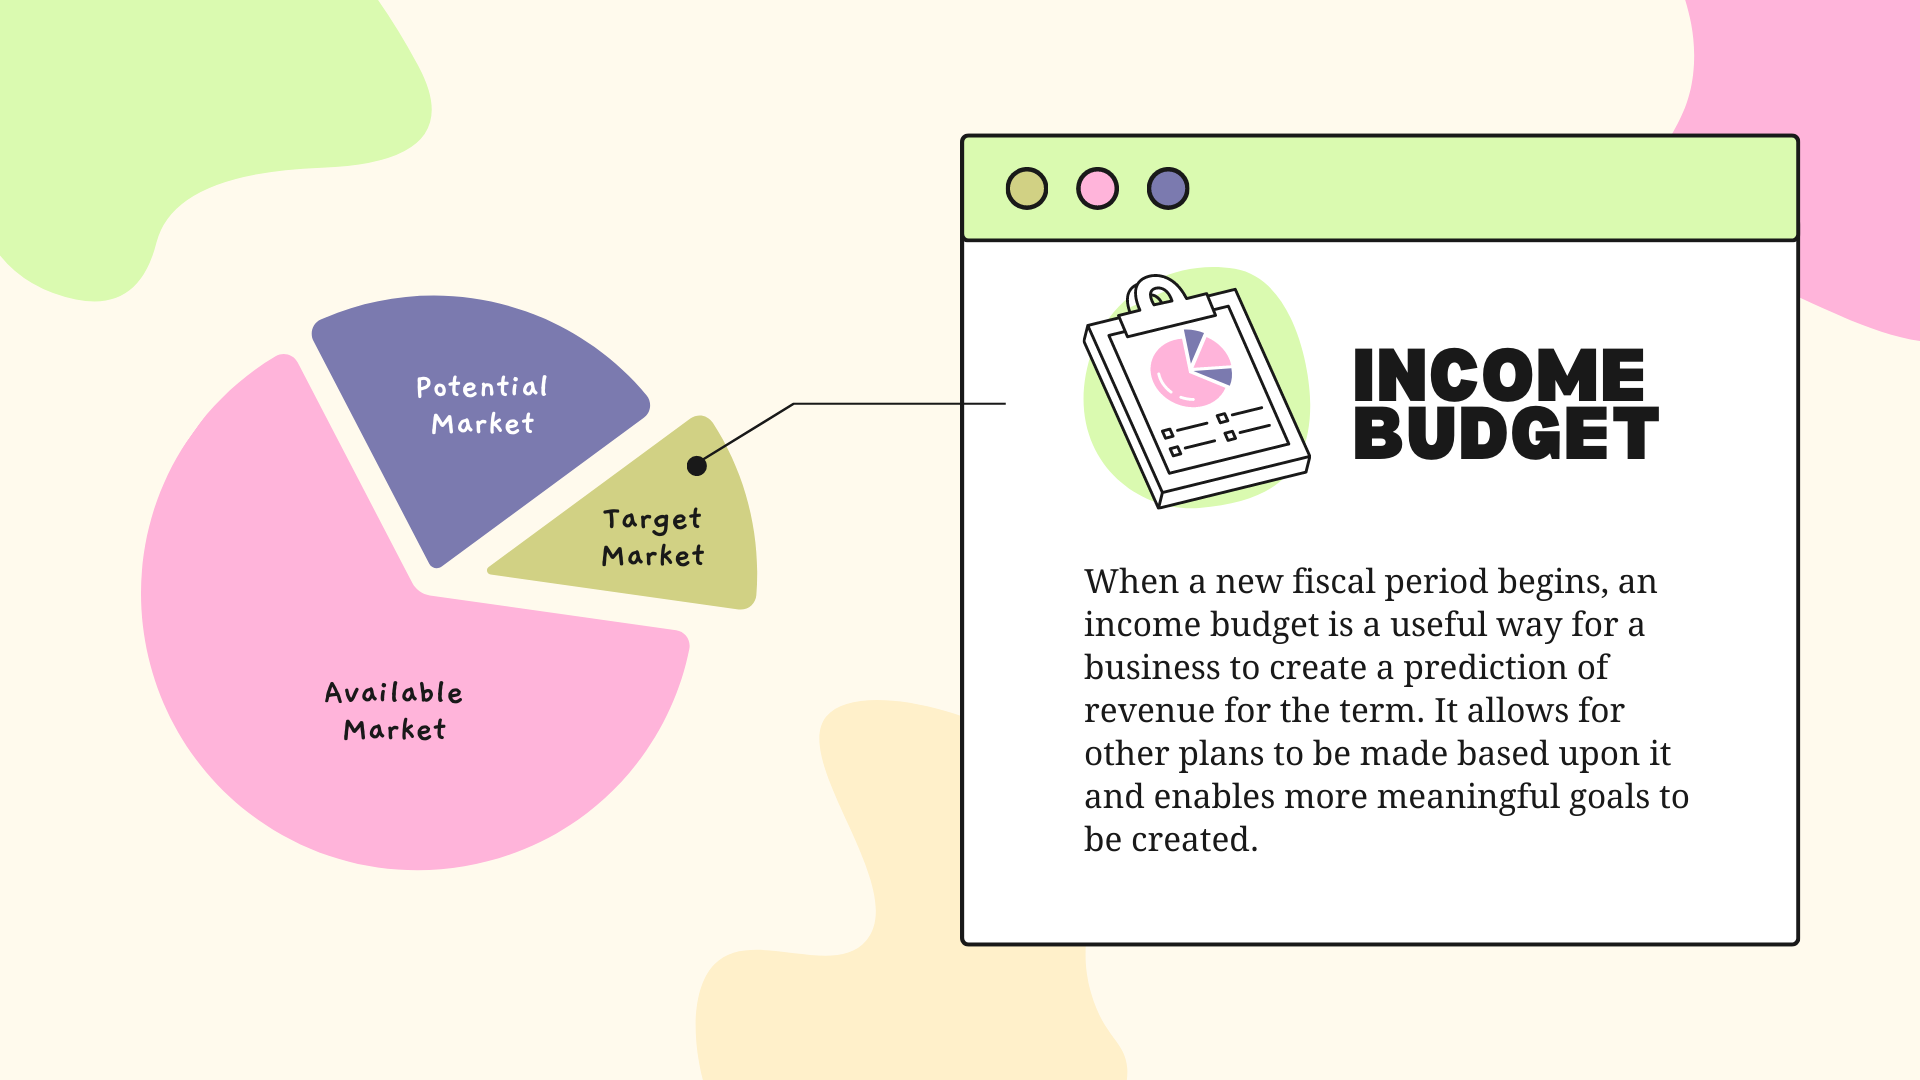 Potential
Market
Target
Market
Available
Market
INCOME
BUDGET
When a new fiscal period begins, an
income budget is a useful way for a
business to create a prediction of
revenue for the term. It allows for
other plans to be made based upon it
and enables more meaningful goals to
be created.